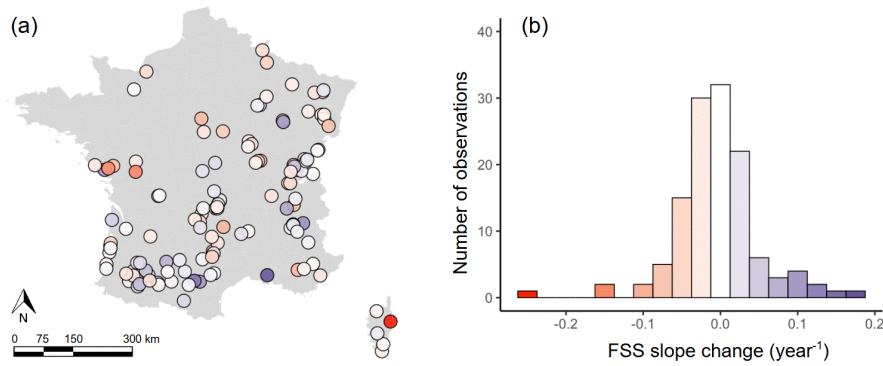 (a)
N
0 75 150 300 km
(b)
Number of observations
40
30
20
10
0
-0.2 -0.1 0.0 0.1 0.2
FSS slope change (year-1)